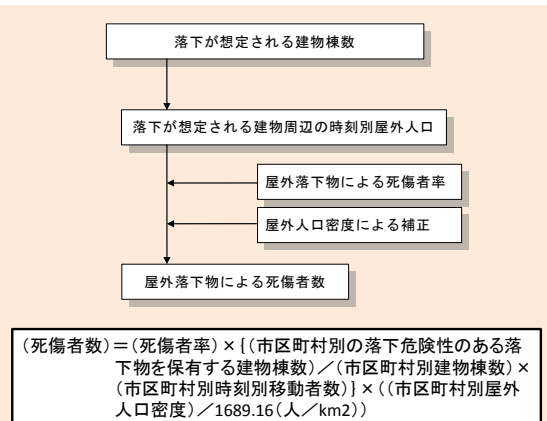 落下が想定される建物棟数
落下が想定される建物周辺の時刻別屋外人口
屋外落下物による死傷者率
屋外人口密度による補正
屋外落下物による死傷者数
(死傷者数)＝(死傷者率)×{(市区町村別の落下危険性のある落
下物を保有する建物棟数)／(市区町村別建物棟数)×
(市区町村別時刻別移動者数)}×((市区町村別屋外
人口密度)／1689.16(人／km2))